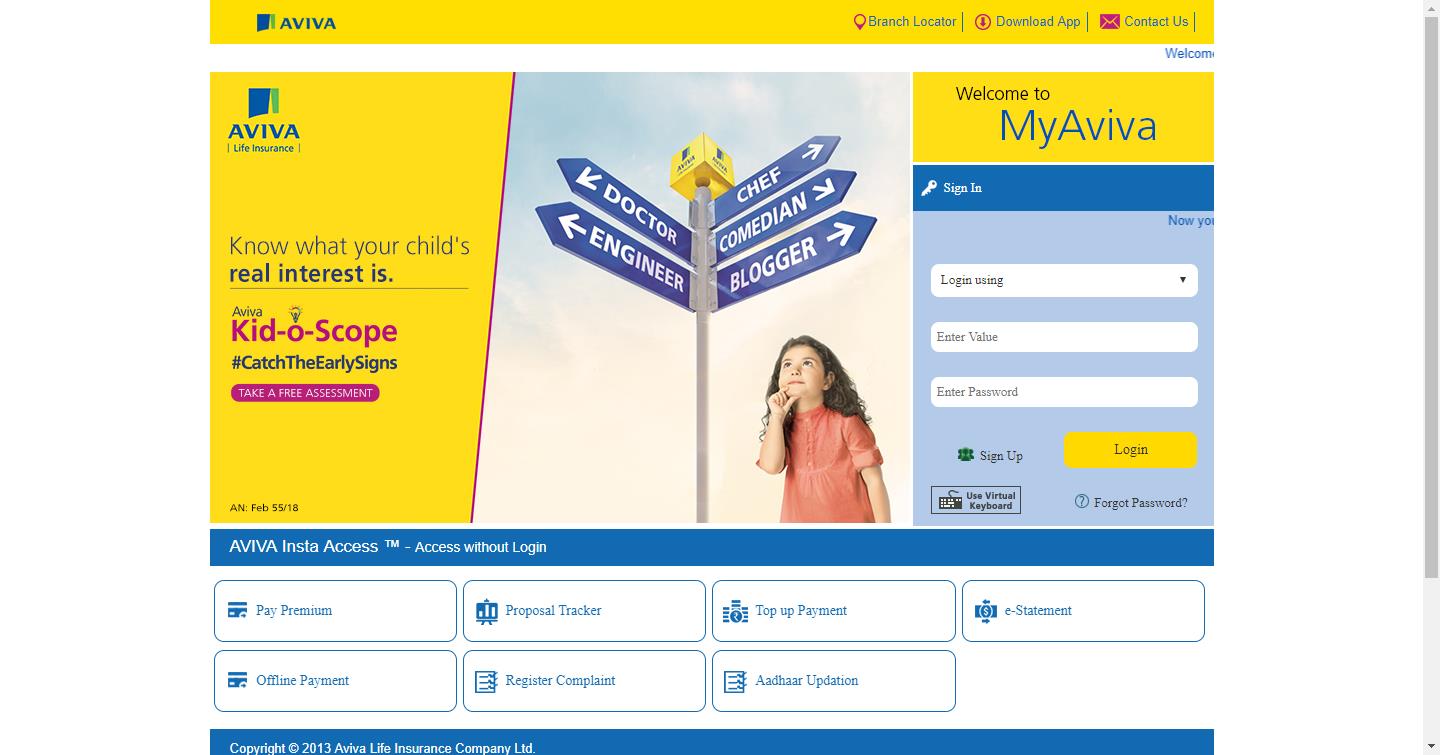 AVIVA
Branch Locator
Download App
Contact Us
Welcome
AVIVA
Life Insurance
Know what your child's
real interest is.
Aviva
Kid-o-Scope
#CatchTheEarlySigns
TAKE A FREE ASSESSMENT
AN: Feb 55/18
AVIVA
AVIVA
DOCTOR
ENGINEER
CHEF
COMEDIAN
BLOGGER
Welcome to
MyAviva
Sign In
Now you
Login using
Enter Value
Enter Password
Sign Up
Login
Use Virtual
Keyboard
Forgot Password?
AVIVA Insta Access ™ - Access without Login
Pay Premium
Proposal Tracker
Top up Payment
e-Statement
Offline Payment
Register Complaint
Aadhaar Updation
Copyright © 2013 Aviva Life Insurance Company Ltd.